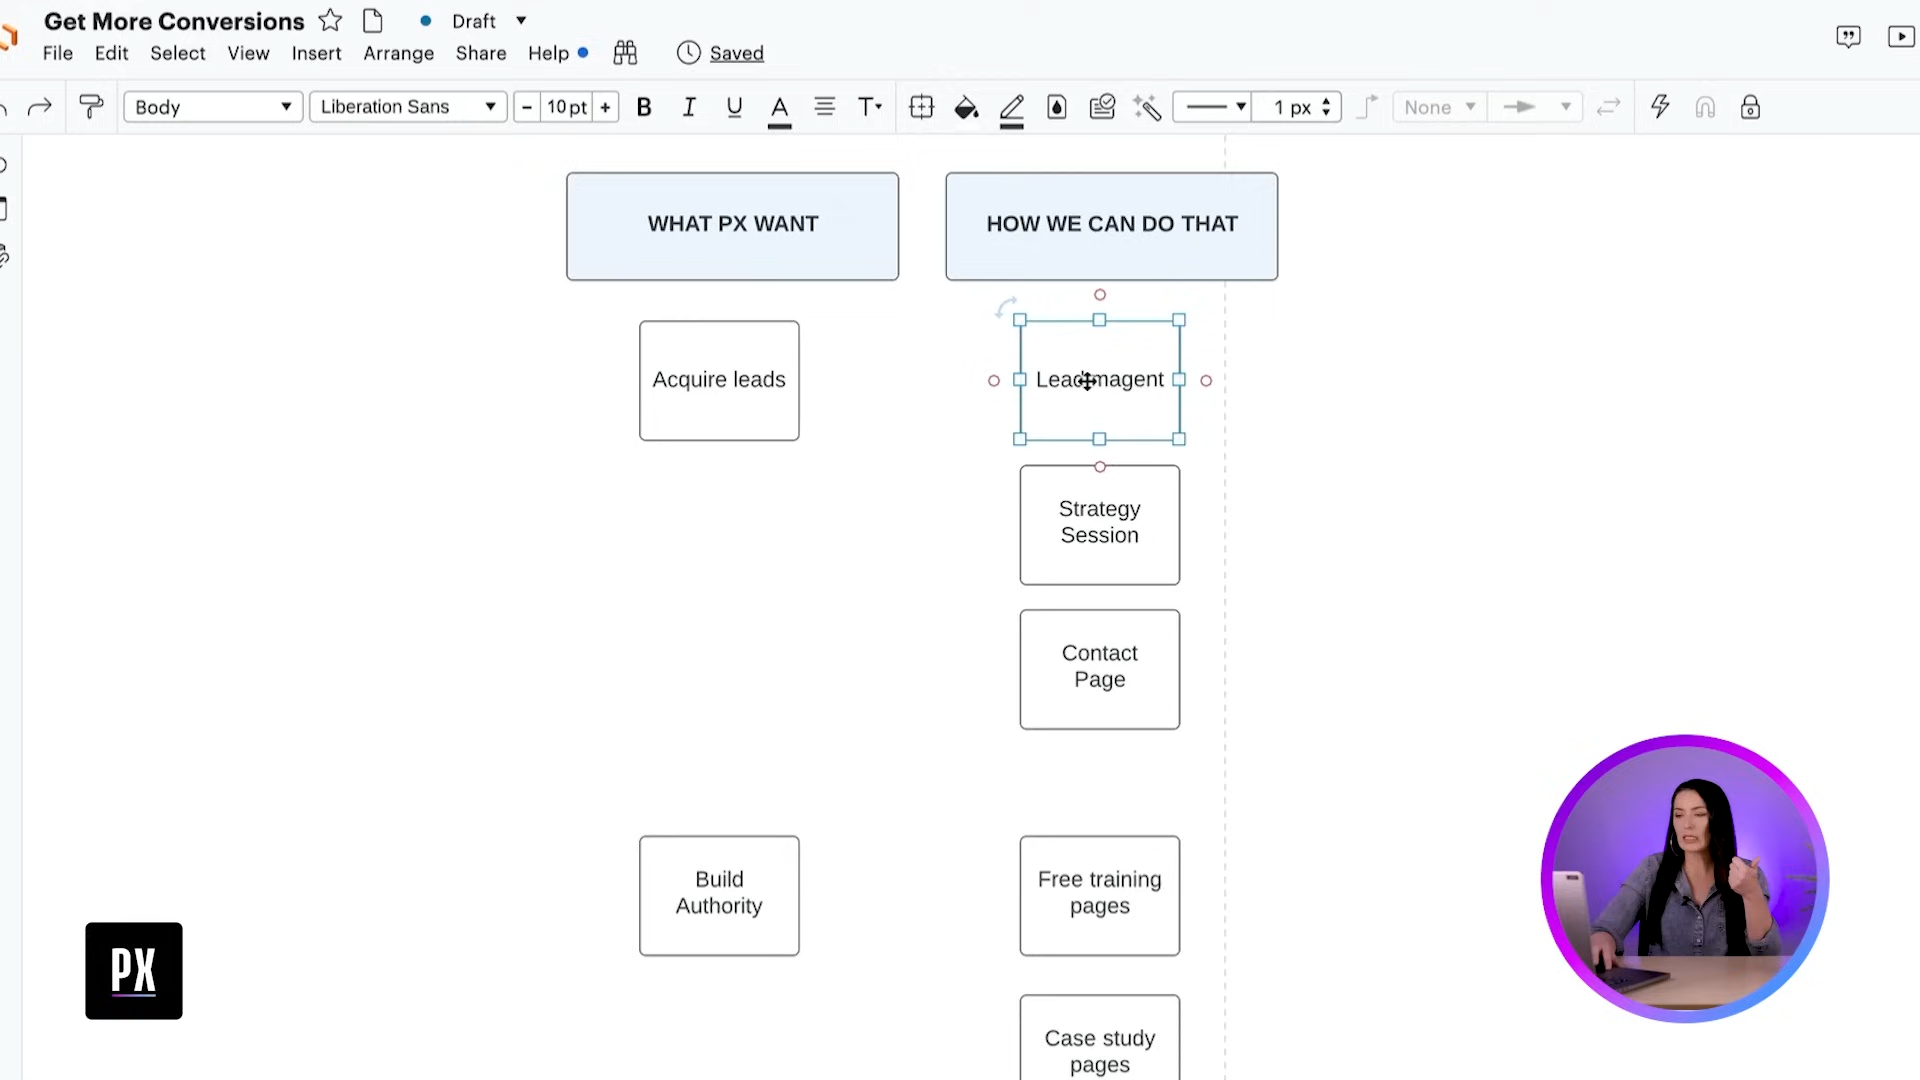 Get More Conversions
Draft
File Edit Select View Insert Arrange Share Help Saved
Body Liberation Sans - 10 pt + B I U A T 1 px None
WHAT PX WANT
HOW WE CAN DO THAT
Acquire leads
Lead magent
Strategy
Session
Contact
Page
Build
Authority
Free training
pages
Case study
pages
PX